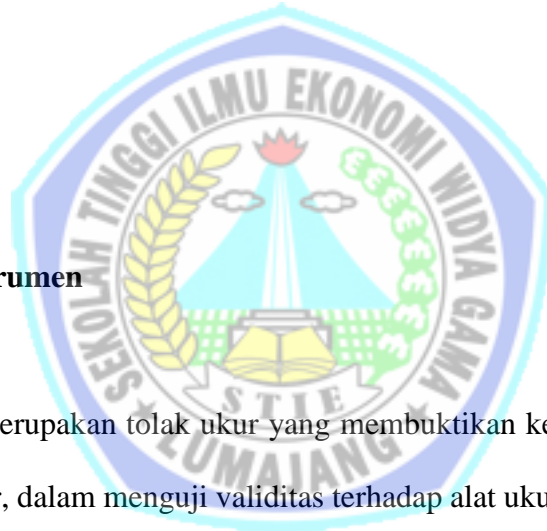 SEKOLAH TINGGI ILMU EKONOMI WIDYA GAMA
rumen
STIE
erupakan tolak ukur yang membuktikan ke
LUMAJANG
, dalam menguji validitas terhadap alat uku